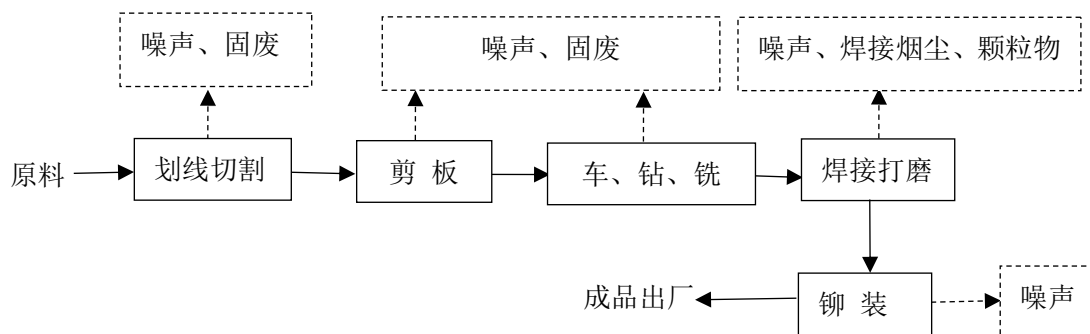 噪声、固废
噪声、固废
噪声、焊接烟尘、颗粒物
原料
划线切割
剪 板
车、钻、铣
焊接打磨
成品出厂
铆 装
噪声